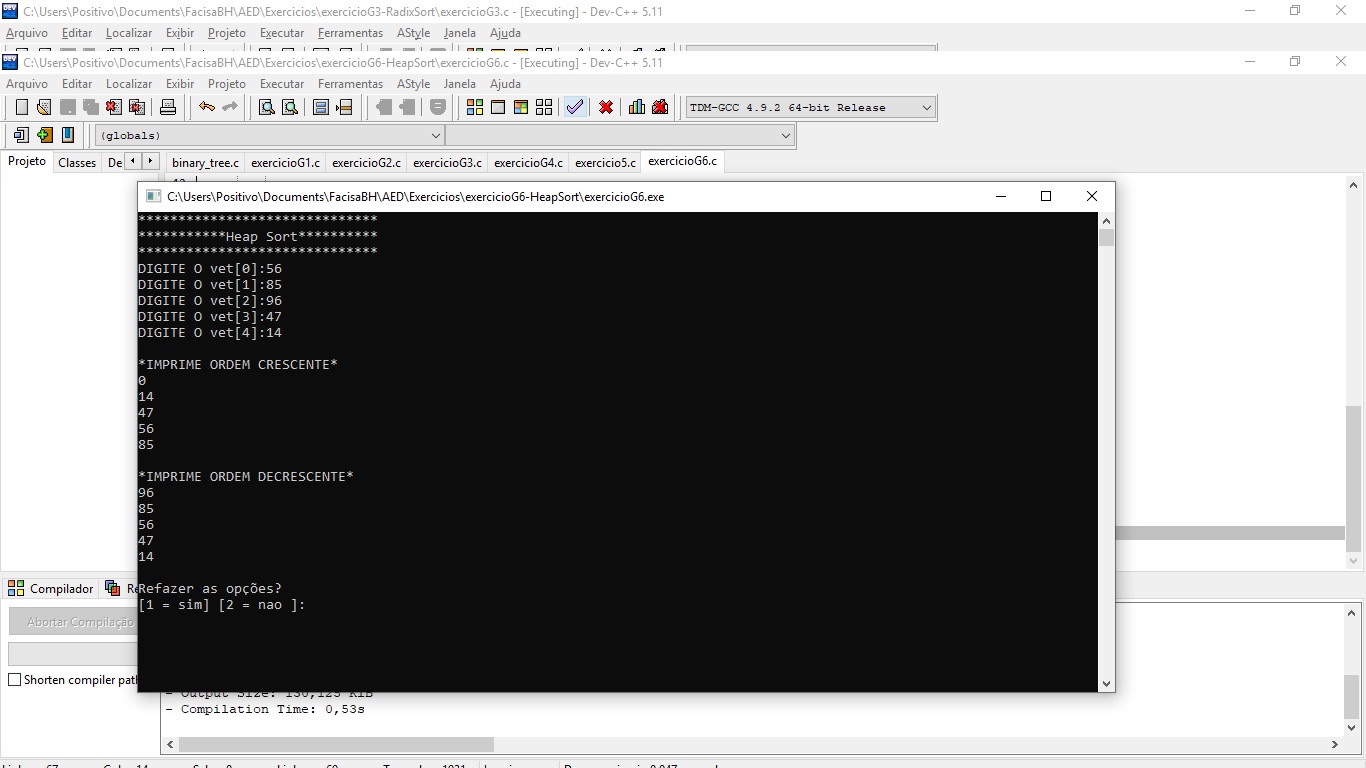 C:\Users\Positivo\Documents\FacisaBH\AED\Exercicios\exercicioG3-RadixSort\exercicioG3.c - [Executing] - Dev-C++ 5.11
Arquivo Editar Localizar Exibir Projeto Executar Ferramentas AStyle Janela Ajuda
C:\Users\Positivo\Documents\FacisaBH\AED\Exercicios\exercicioG6-HeapSort\exercicioG6.c - [Executing] - Dev-C++ 5.11
Arquivo Editar Localizar Exibir Projeto Executar Ferramentas AStyle Janela Ajuda
TDM-GCC 4.9.2 64-bit Release
(globals)
Projeto Classes De binary_tree.c exercicioG1.c exercicioG2.c exercicioG3.c exercicioG4.c exercicio5.c exercicioG6.c
C:\Users\Positivo\Documents\FacisaBH\AED\Exercicios\exercicioG6-HeapSort\exercicioG6.exe
******************************
***********Heap Sort**********
******************************
DIGITE O vet[0]:56
DIGITE O vet[1]:85
DIGITE O vet[2]:96
DIGITE O vet[3]:47
DIGITE O vet[4]:14
*IMPRIME ORDEM CRESCENTE*
0
14
47
56
85
*IMPRIME ORDEM DECRESCENTE*
96
85
56
47
14
Refazer as opções?
[1 = sim] [2 = nao ]:
Compilador Re
Abortar Compilação
Shorten compiler path
- Output Size: 130,125 KiB
- Compilation Time: 0,53s